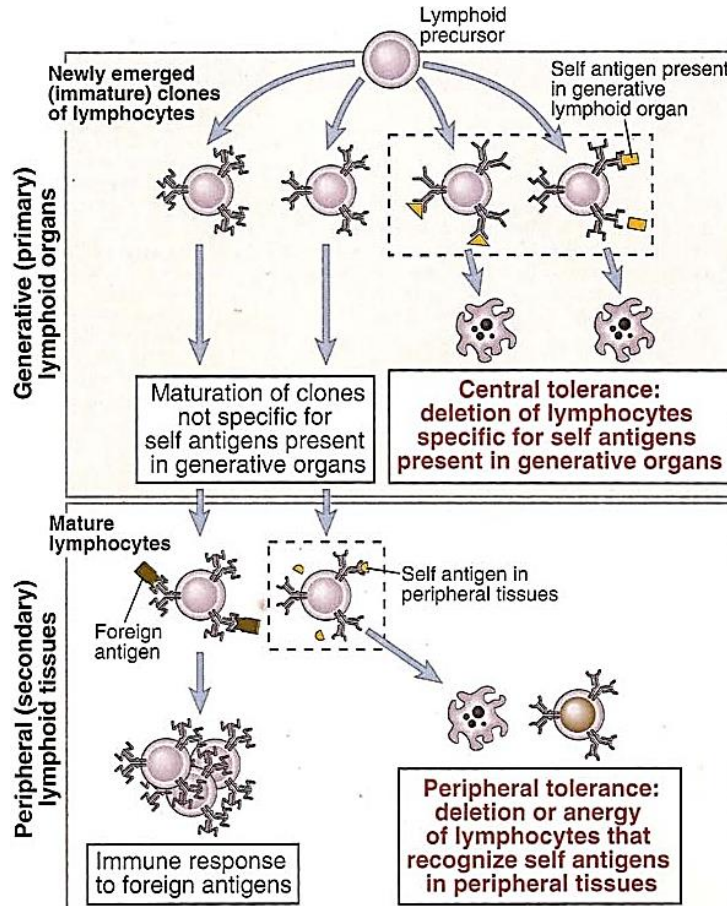 Lymphoid
precursor
Newly emerged
(immature) clones
of lymphocytes
Self antigen present
in generative
lymphoid organ
Generative (primary)
lymphoid organs
Maturation of clones
not specific for
self antigens present
in generative organs
Central tolerance:
deletion of lymphocytes
specific for self antigens
present in generative organs
Mature
lymphocytes
Foreign
antigen
Self antigen in
peripheral tissues
Peripheral (secondary)
lymphoid tissues
Immune response
to foreign antigens
Peripheral tolerance:
deletion or anergy
of lymphocytes that
recognize self antigens
in peripheral tissues